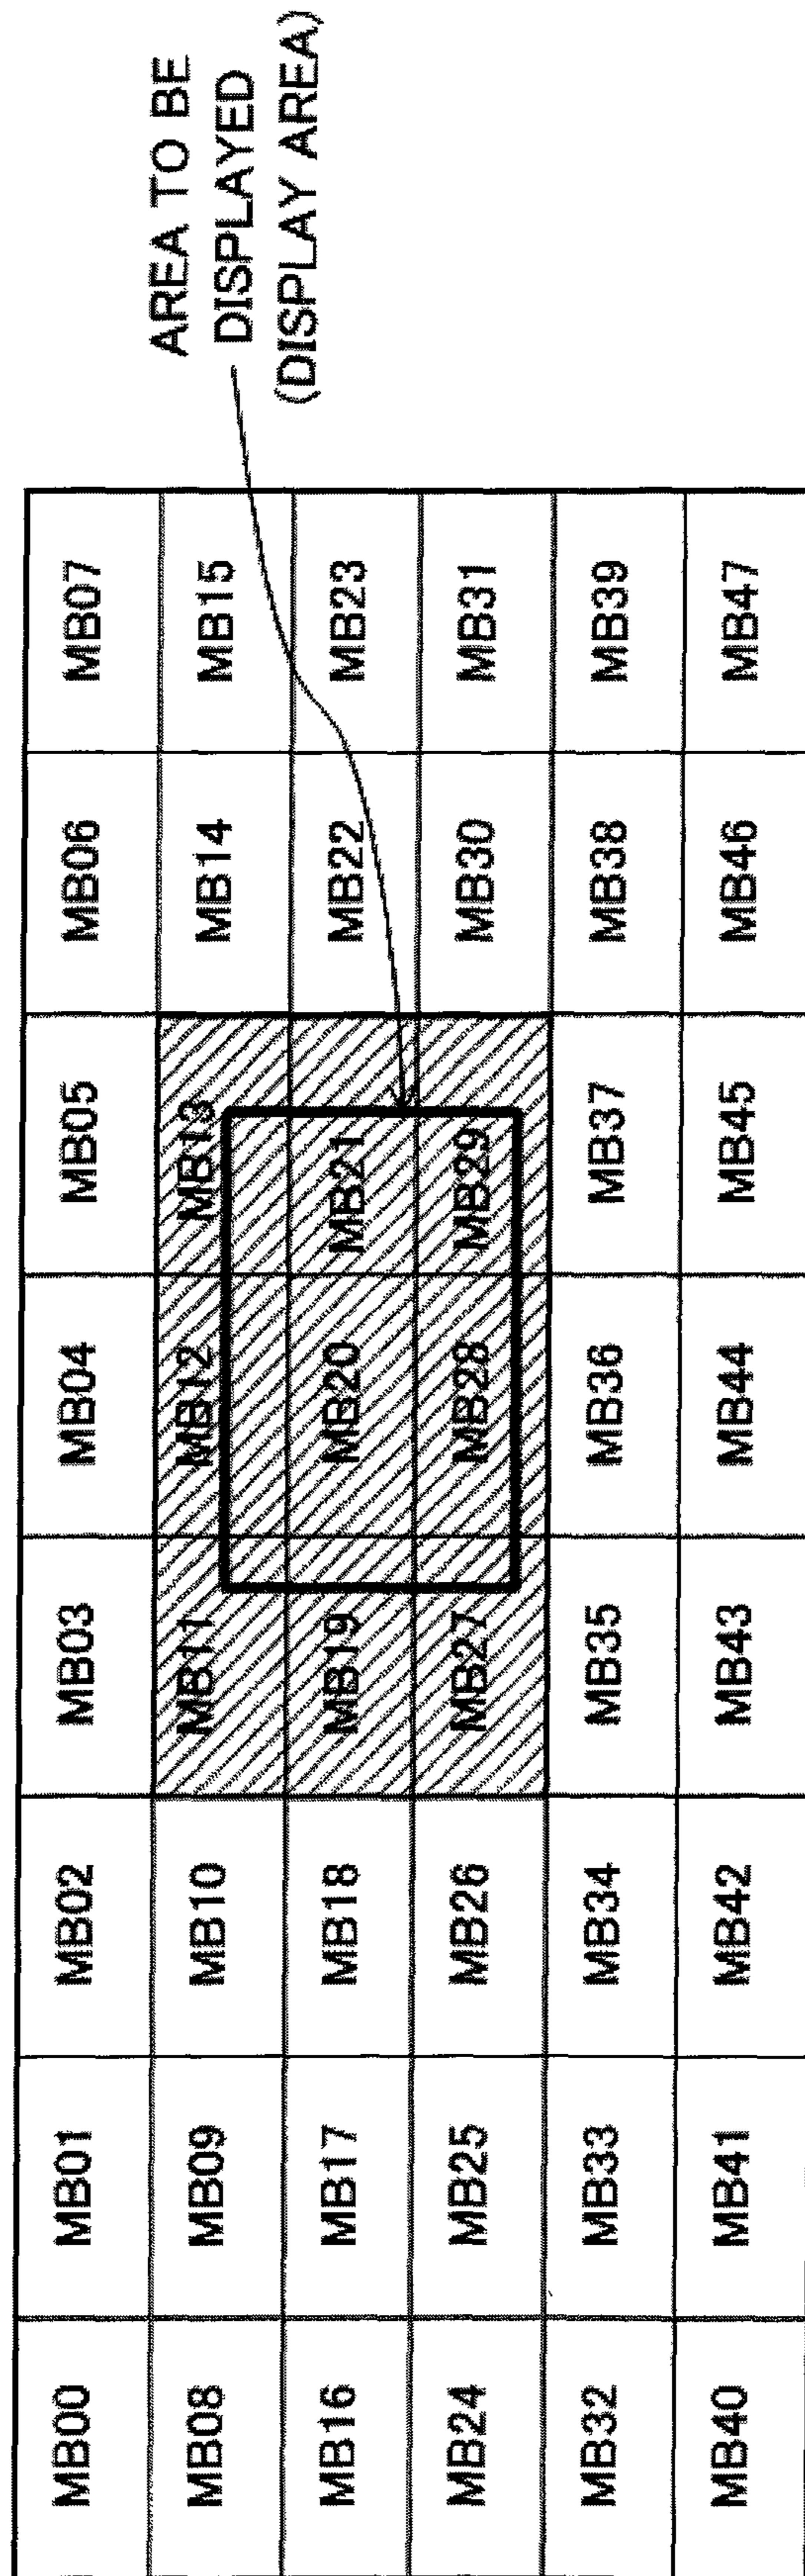 AREA TO BE
DISPLAYED
(DISPLAY AREA)
MB00 MB01 MB02 MB03 MB04 MB05 MB06 MB07
MB08 MB09 MB10 MB11 MB12 MB13 MB14 MB15
MB16 MB17 MB18 MB19 MB20 MB21 MB22 MB23
MB24 MB25 MB26 MB27 MB28 MB29 MB30 MB31
MB32 MB33 MB34 MB35 MB36 MB37 MB38 MB39
MB40 MB41 MB42 MB43 MB44 MB45 MB46 MB47